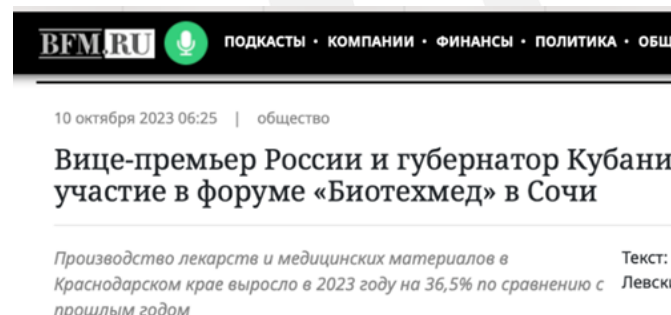 BFM.RU ПОДКАСТЫ • КОМПАНИИ • ФИНАНСЫ • ПОЛИТИКА • ОБЩ
10 октября 2023 06:25 | общество
Вице-премьер России и губернатор Кубани
участие в форуме «Биотехмед» в Сочи
Производство лекарств и медицинских материалов в
Краснодарском крае выросло в 2023 году на 36,5% по сравнению с
прошлым годом
Текст:
Левски